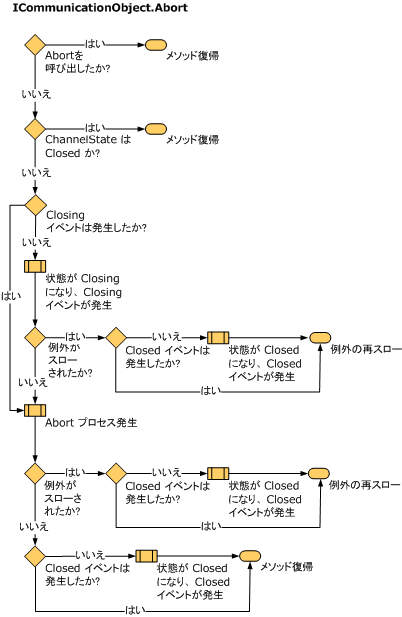 ICommunicationObject.Abort
はい
Abortを
呼び出したか?
メソッド復帰
いいえ
はい
ChannelState は
Closed か?
メソッド復帰
いいえ
Closing
イベントは発生したか?
いいえ
はい
状態が Closing
になり、Closing
イベントが発生
はい
いいえ
例外が
スロー
されたか?
Closed イベントは
発生したか?
状態が Closed
になり、Closed
イベントが発生
例外の再スロー
いいえ
はい
Abort プロセス発生
はい
いいえ
例外が
スローさ
れたか?
Closed イベントは
発生したか?
状態が Closed
になり、Closed
イベントが発生
例外の再スロー
いいえ
はい
いいえ
Closed イベントは
発生したか?
状態が Closed
になり、Closed
イベントが発生
メソッド復帰
はい